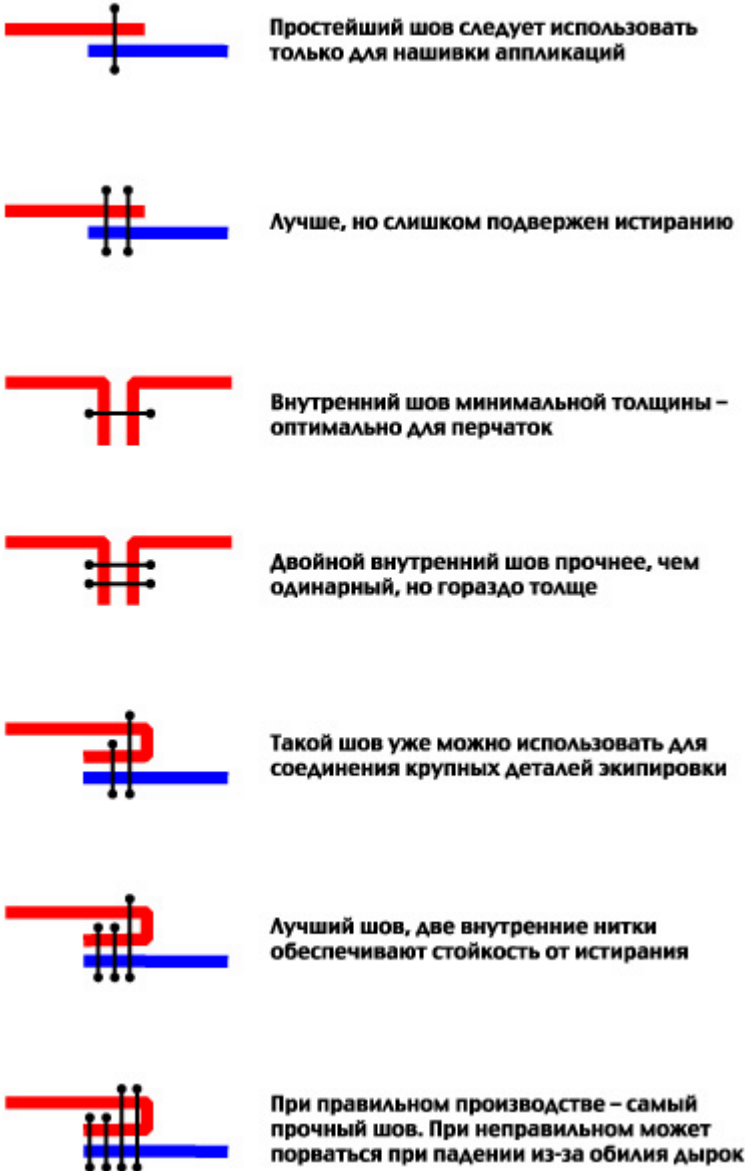 Простейший шов следует использовать
только для нашивки аппликаций
Лучше, но слишком подвержен истиранию
Внутренний шов минимальной толщины –
оптимально для перчаток
Двойной внутренний шов прочнее, чем
одинарный, но гораздо толще
Такой шов уже можно использовать для
соединения крупных деталей экипировки
Лучший шов, две внутренние нитки
обеспечивают стойкость от истирания
При правильном производстве – самый
прочный шов. При неправильном может
порваться при падении из-за обилия дырок